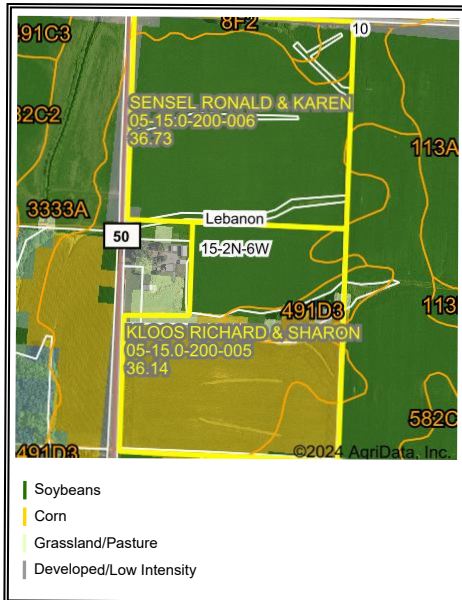 491C3
8F2
10
SENSEL RONALD & KAREN
05-15.0-200-006
36.73
32C2
113A
3333A
Lebanon
50
15-2N-6W
491D3
113
KLOOS RICHARD & SHARON
05-15.0-200-005
36.14
582C
491D3
©2024 AgriData, Inc.
Soybeans
Corn
Grassland/Pasture
Developed/Low Intensity